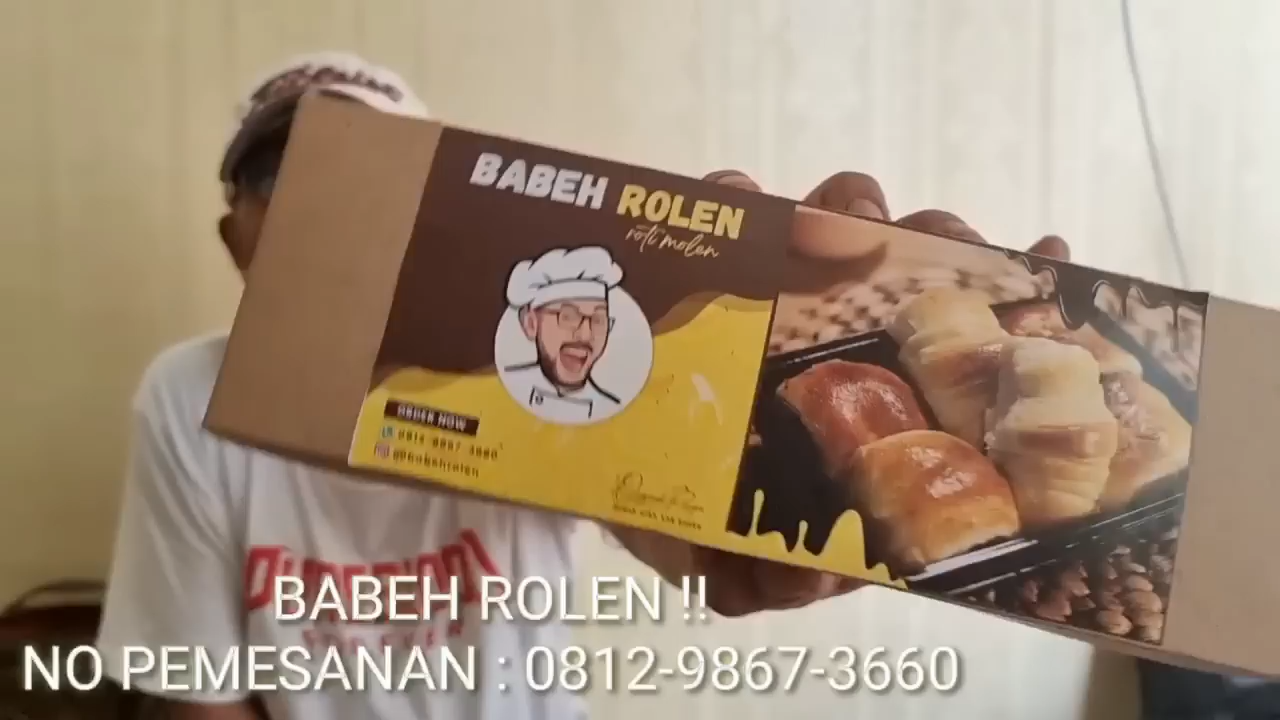 BABEH ROLEN
roti molen
ORDER NOW
0812-9867-3660
@babehrolen
BABEH ROLEN !!
NO PEMESANAN : 0812-9867-3660